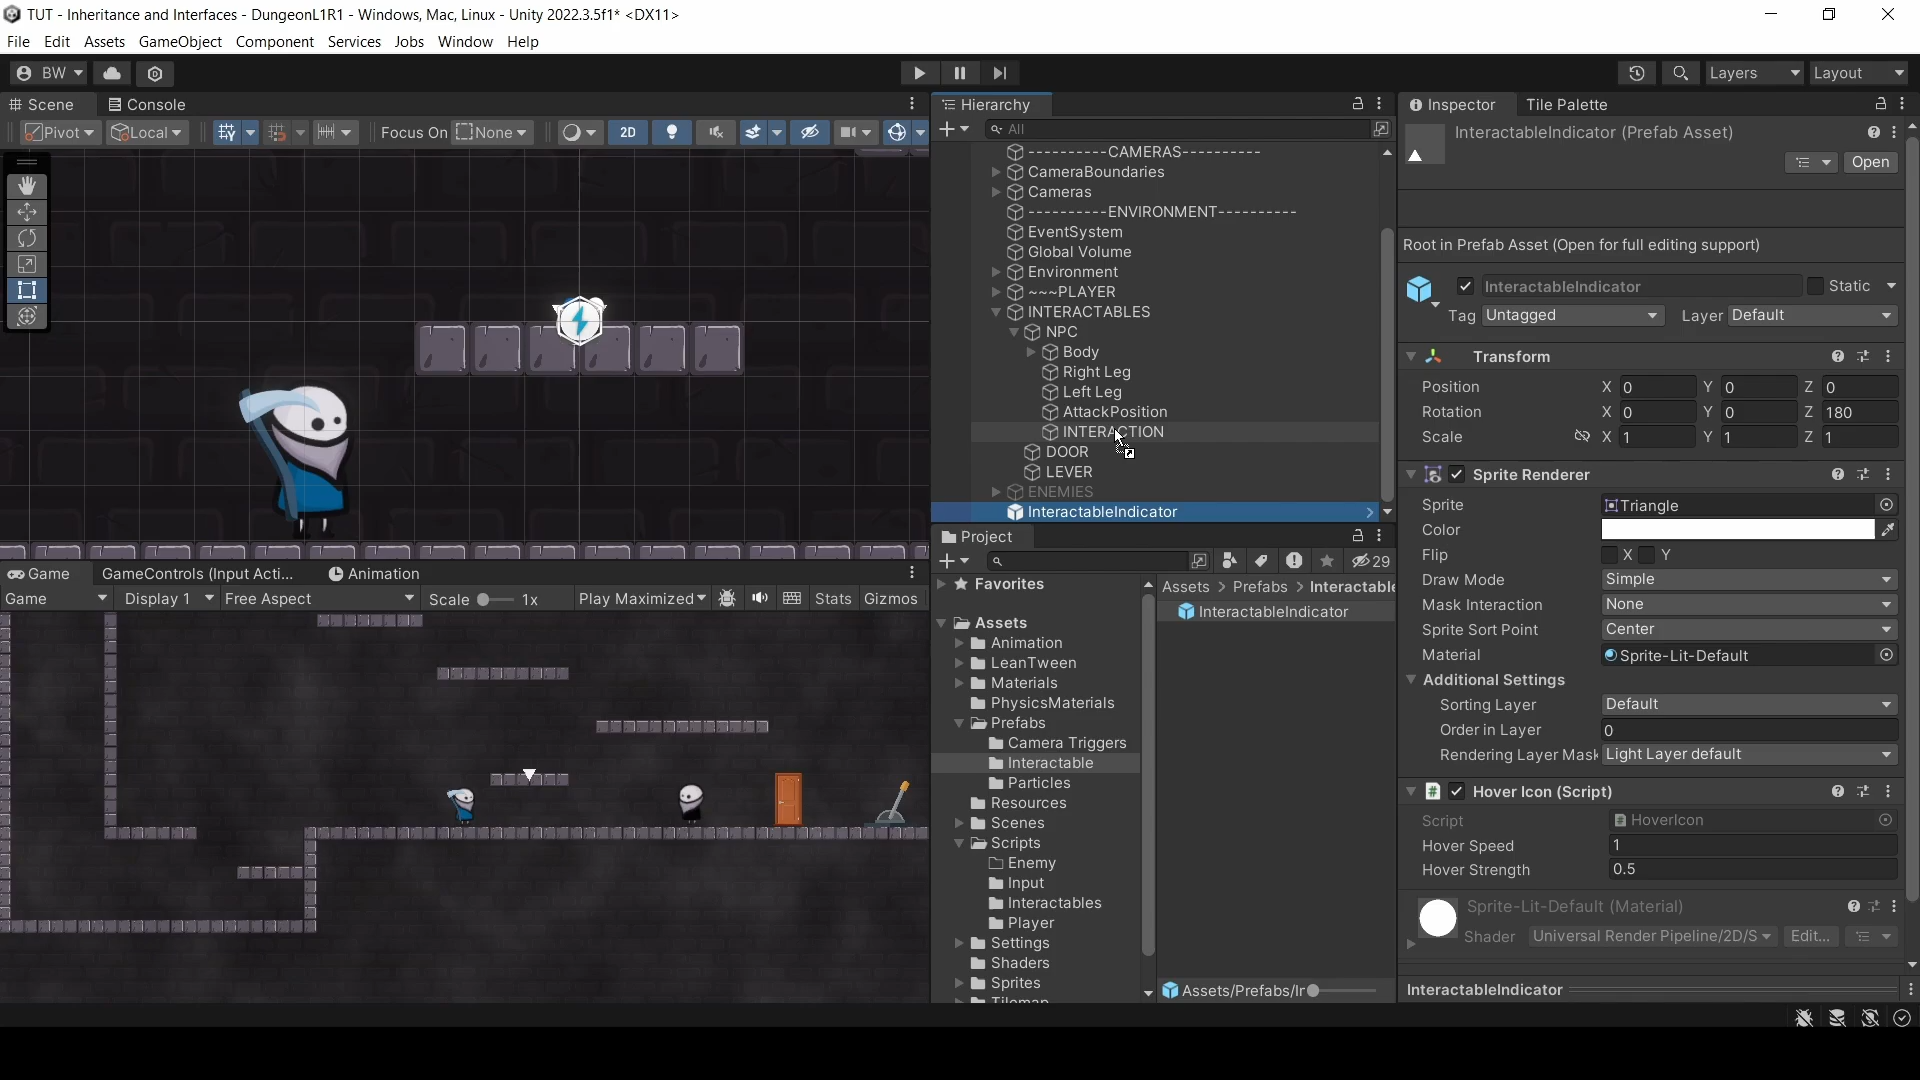 TUT - Inheritance and Interfaces - DungeonL1R1 - Windows, Mac, Linux - Unity 2022.3.5f1* <DX11>
File Edit Assets GameObject Component Services Jobs Window Help
BW Layers Layout
Scene Console
Pivot Local Focus On None 2D
Game GameControls (Input Acti... Animation
Game Display 1 Free Aspect Scale 1x Play Maximized Stats Gizmos
Hierarchy
All
----------CAMERAS----------
CameraBoundaries
Cameras
----------ENVIRONMENT----------
EventSystem
Global Volume
Environment
~~~PLAYER
INTERACTABLES
NPC
Body
Right Leg
Left Leg
AttackPosition
INTERACTION
DOOR
LEVER
ENEMIES
InteractableIndicator
Project
29
Favorites
Assets
Animation
LeanTween
Materials
PhysicsMaterials
Prefabs
Camera Triggers
Interactable
Particles
Resources
Scenes
Scripts
Enemy
Input
Interactables
Player
Settings
Shaders
Sprites
Tilemap
Assets > Prefabs > Interactable
InteractableIndicator
Assets/Prefabs/Ir
Inspector Tile Palette
InteractableIndicator (Prefab Asset)
Open
Root in Prefab Asset (Open for full editing support)
InteractableIndicator Static
Tag Untagged Layer Default
Transform
Position X 0 Y 0 Z 0
Rotation X 0 Y 0 Z 180
Scale X 1 Y 1 Z 1
Sprite Renderer
Sprite Triangle
Color
Flip X Y
Draw Mode Simple
Mask Interaction None
Sprite Sort Point Center
Material Sprite-Lit-Default
Additional Settings
Sorting Layer Default
Order in Layer 0
Rendering Layer Mask Light Layer default
# Hover Icon (Script)
Script HoverIcon
Hover Speed 1
Hover Strength 0.5
Sprite-Lit-Default (Material)
Shader Universal Render Pipeline/2D/S Edit...
InteractableIndicator